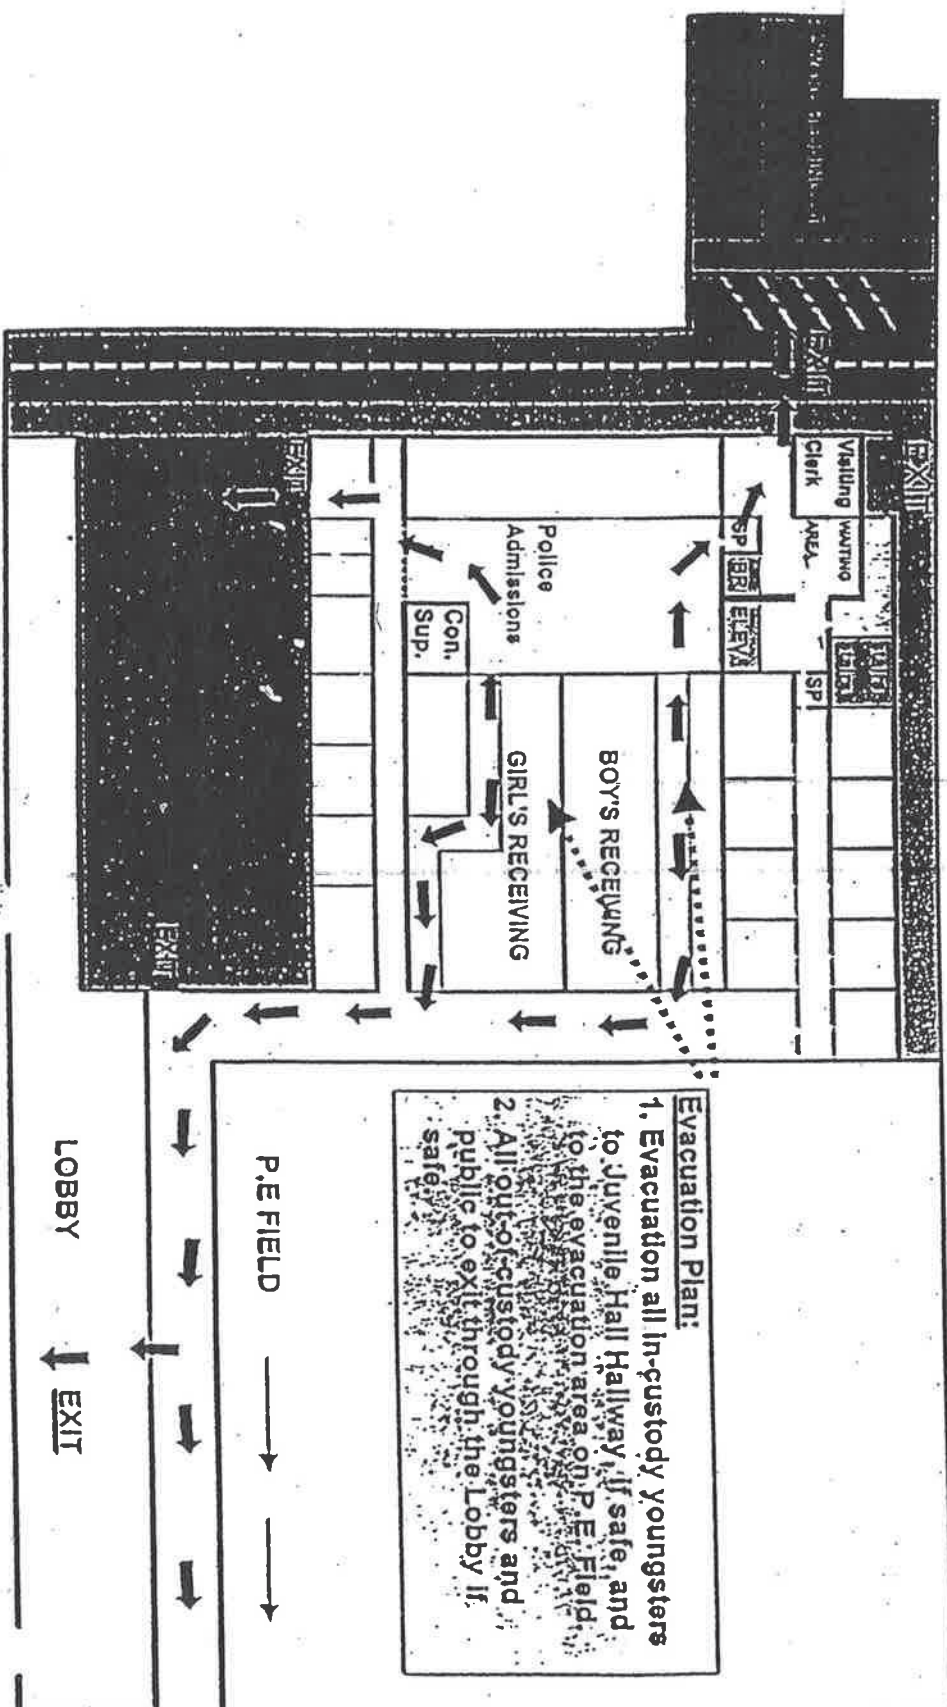 EXIT
EXIT
Visiting
Clerk
WAITING
AREA
SP
ELEVA
SP
EXIT
Police
Admissions
Con.
Sup.
BOY'S RECEIVING
GIRL'S RECEIVING
EXIT
Evacuation Plan:
1. Evacuation all in-custody youngsters
to Juvenile Hall Hallway, if safe, and
to the evacuation area on P.E. Field.
2. All out-of-custody youngsters and
public to exit through the Lobby if
safe.
P.E FIELD
LOBBY
EXIT